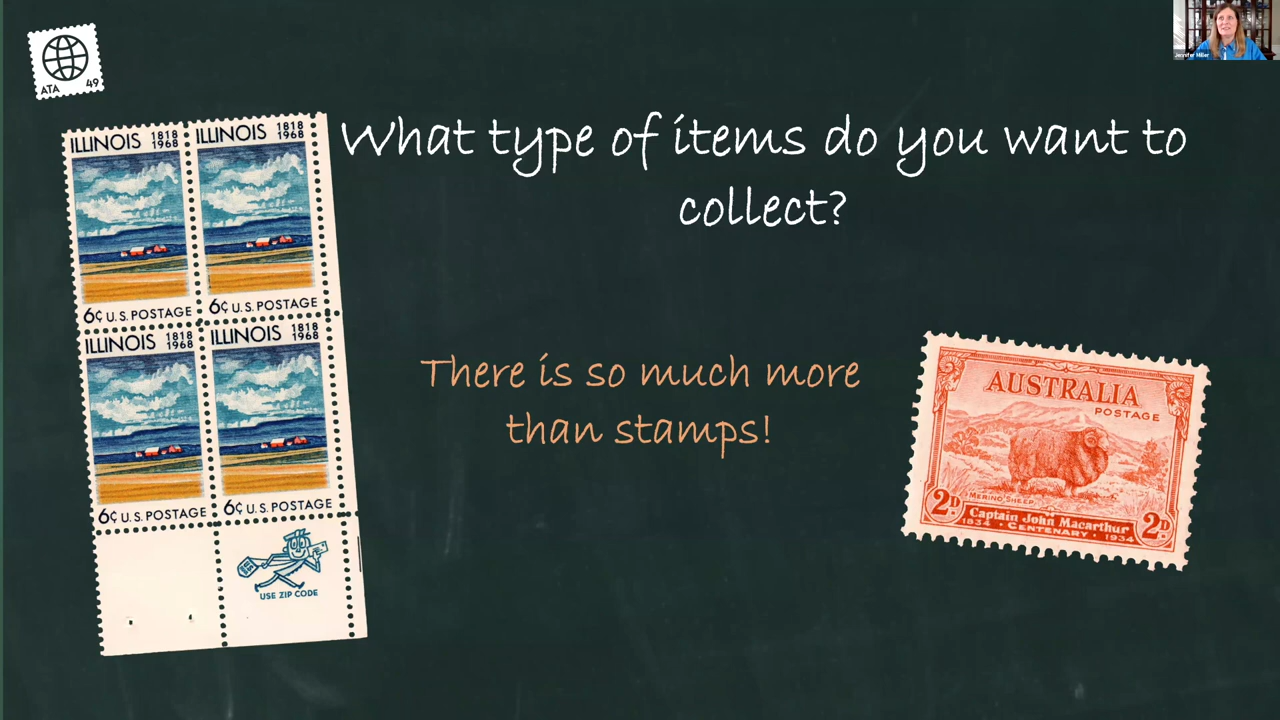 ATA 49
Jennifer Miller
What type of items do you want to
collect?
There is so much more
than stamps!
ILLINOIS 1818 1968
6¢ U.S. POSTAGE
ILLINOIS 1818 1968
6¢ U.S. POSTAGE
ILLINOIS 1818 1968
6¢ U.S. POSTAGE
ILLINOIS 1818 1968
6¢ U.S. POSTAGE
USE ZIP CODE
AUSTRALIA
POSTAGE
MERINO SHEEP
2D Captain John Macarthur 2D
1834 · CENTENARY · 1934